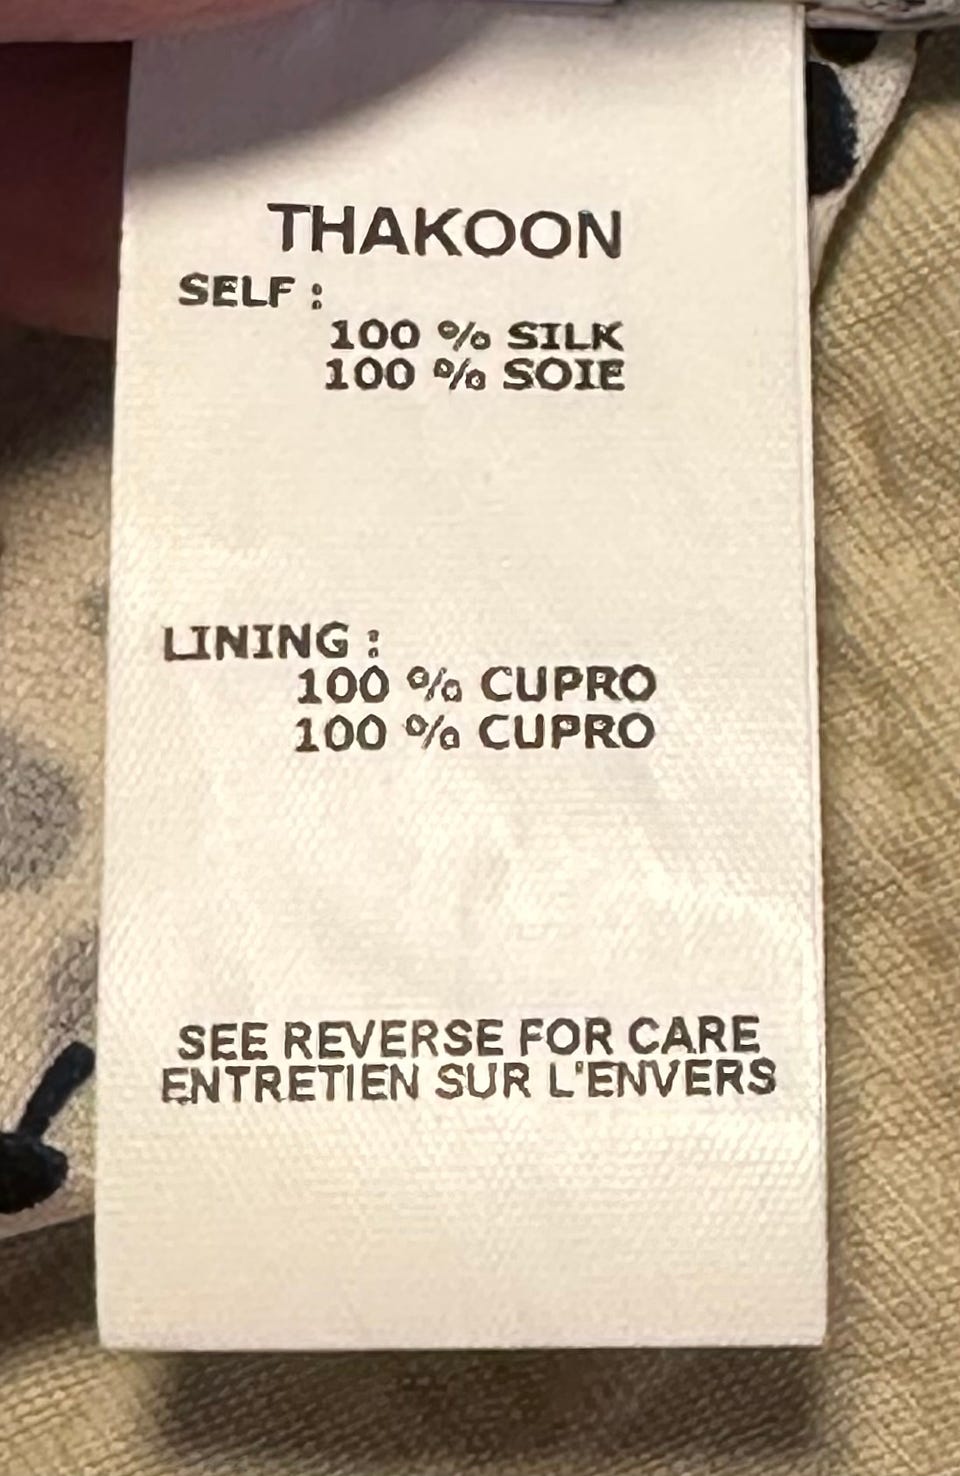 THAKOON
SELF :
100 % SILK
100 % SOIE
LINING :
100 % CUPRO
100 % CUPRO
SEE REVERSE FOR CARE
ENTRETIEN SUR L'ENVERS